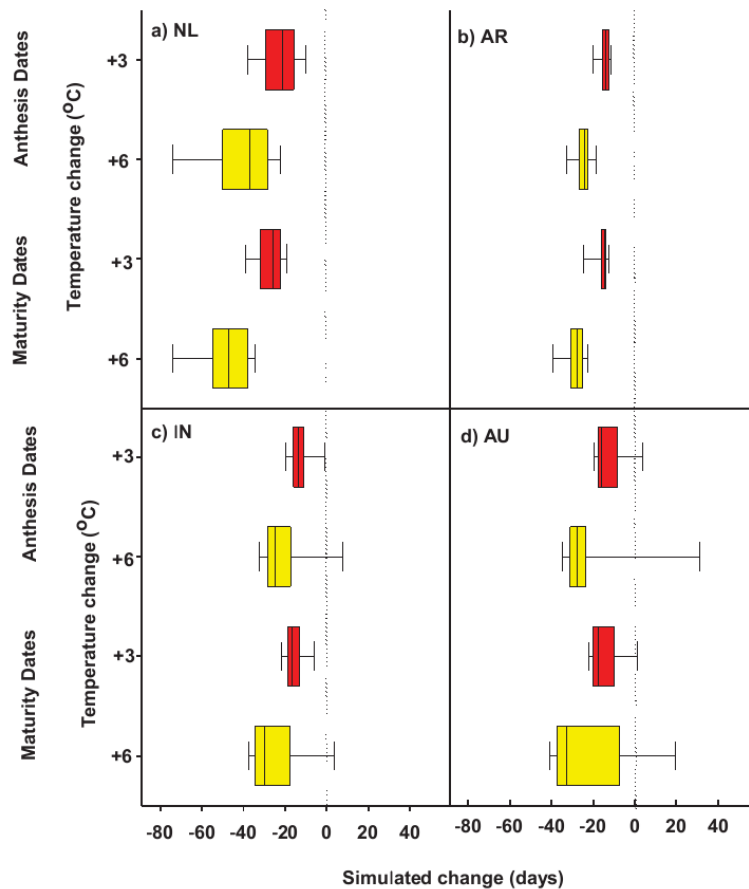 a) NL
b) AR
Anthesis Dates
Maturity Dates
Temperature change (°C)
+3
+6
+3
+6
c) IN
d) AU
Anthesis Dates
Maturity Dates
Temperature change (°C)
+3
+6
+3
+6
-80 -60 -40 -20 0 20 40
-80 -60 -40 -20 0 20 40
Simulated change (days)